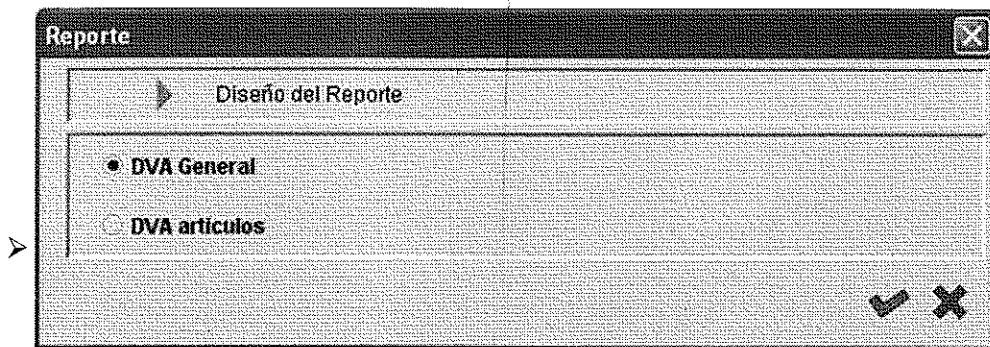 Reporte
Diseño del Reporte
DVA General
DVA artículos